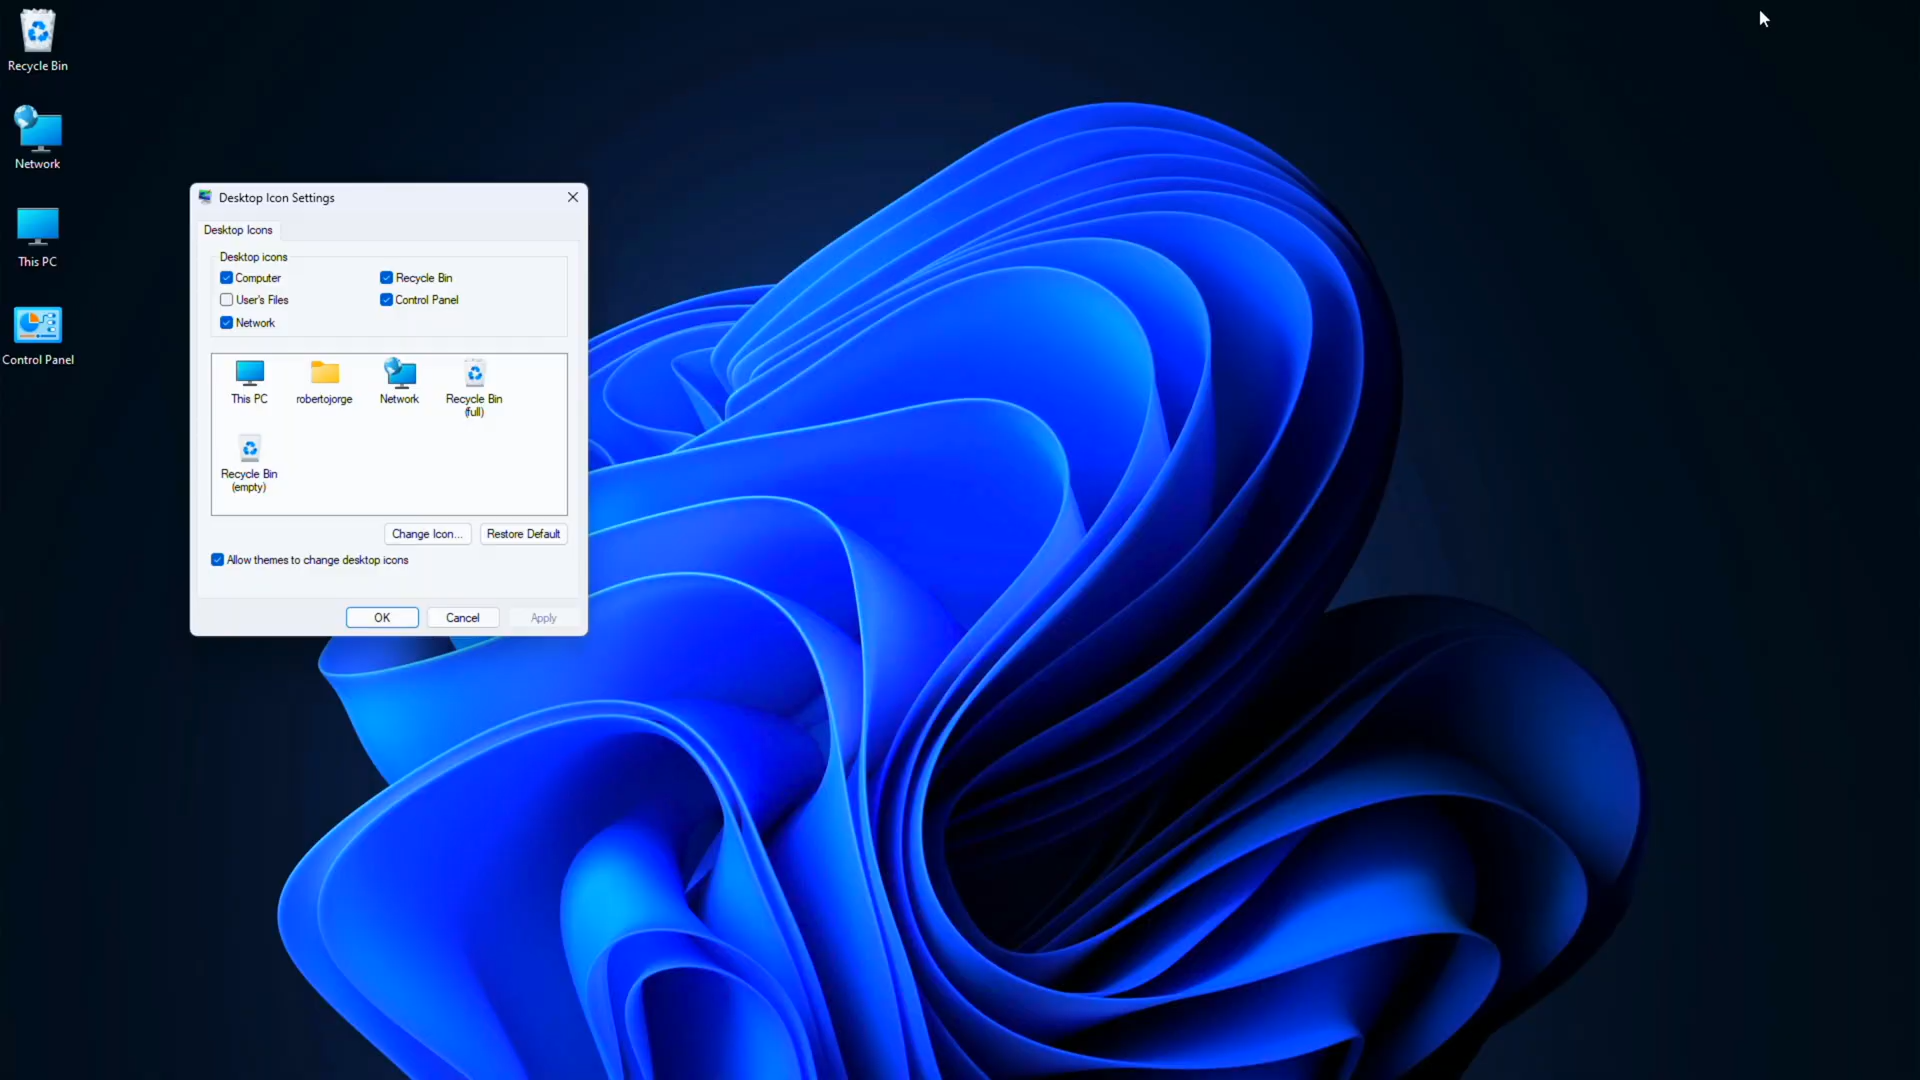 Recycle Bin
Network
This PC
Control Panel
Desktop Icon Settings
Desktop Icons
Desktop icons
Computer
Recycle Bin
User's Files
Control Panel
Network
This PC
robertojorge
Network
Recycle Bin
(full)
Recycle Bin
(empty)
Change Icon...
Restore Default
Allow themes to change desktop icons
OK
Cancel
Apply